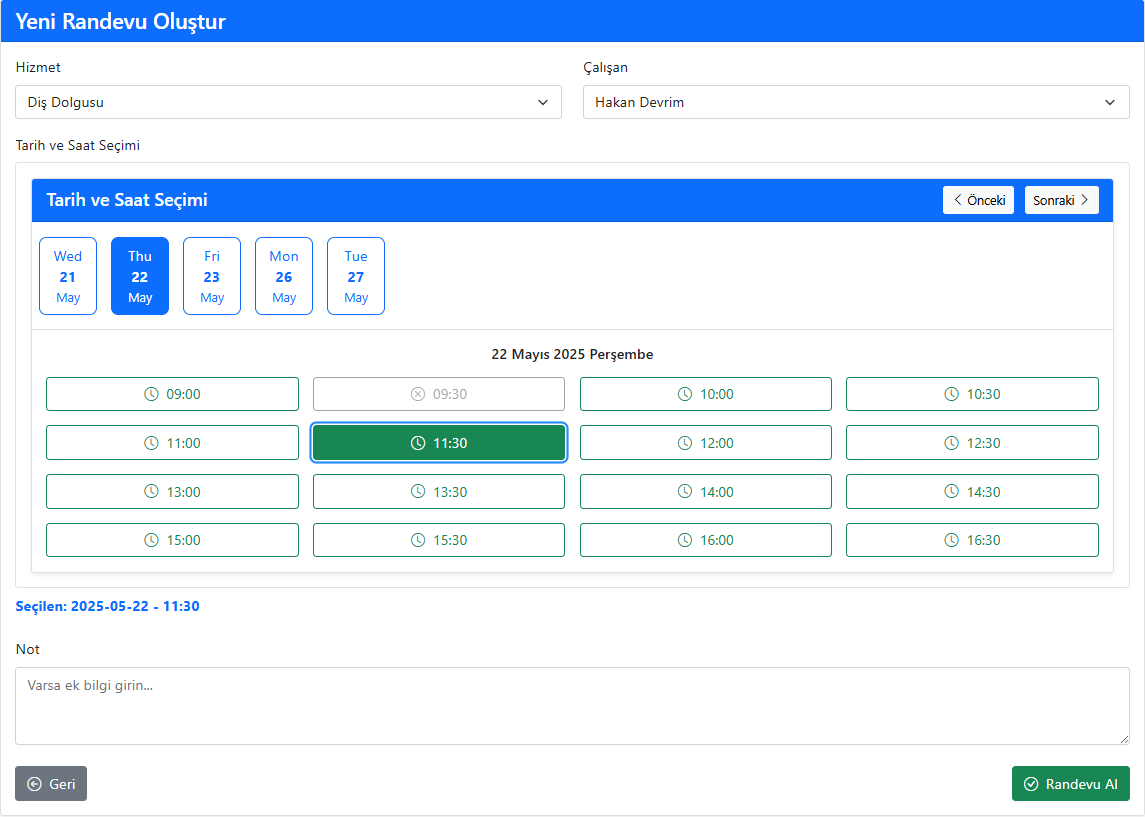 Yeni Randevu Oluştur
Hizmet
Çalışan
Diş Dolgusu
Hakan Devrim
Tarih ve Saat Seçimi
Tarih ve Saat Seçimi
Önceki
Sonraki
Wed
21
May
Thu
22
May
Fri
23
May
Mon
26
May
Tue
27
May
22 Mayıs 2025 Perşembe
09:00
09:30
10:00
10:30
11:00
11:30
12:00
12:30
13:00
13:30
14:00
14:30
15:00
15:30
16:00
16:30
Seçilen: 2025-05-22 - 11:30
Not
Varsa ek bilgi girin...
Geri
Randevu Al